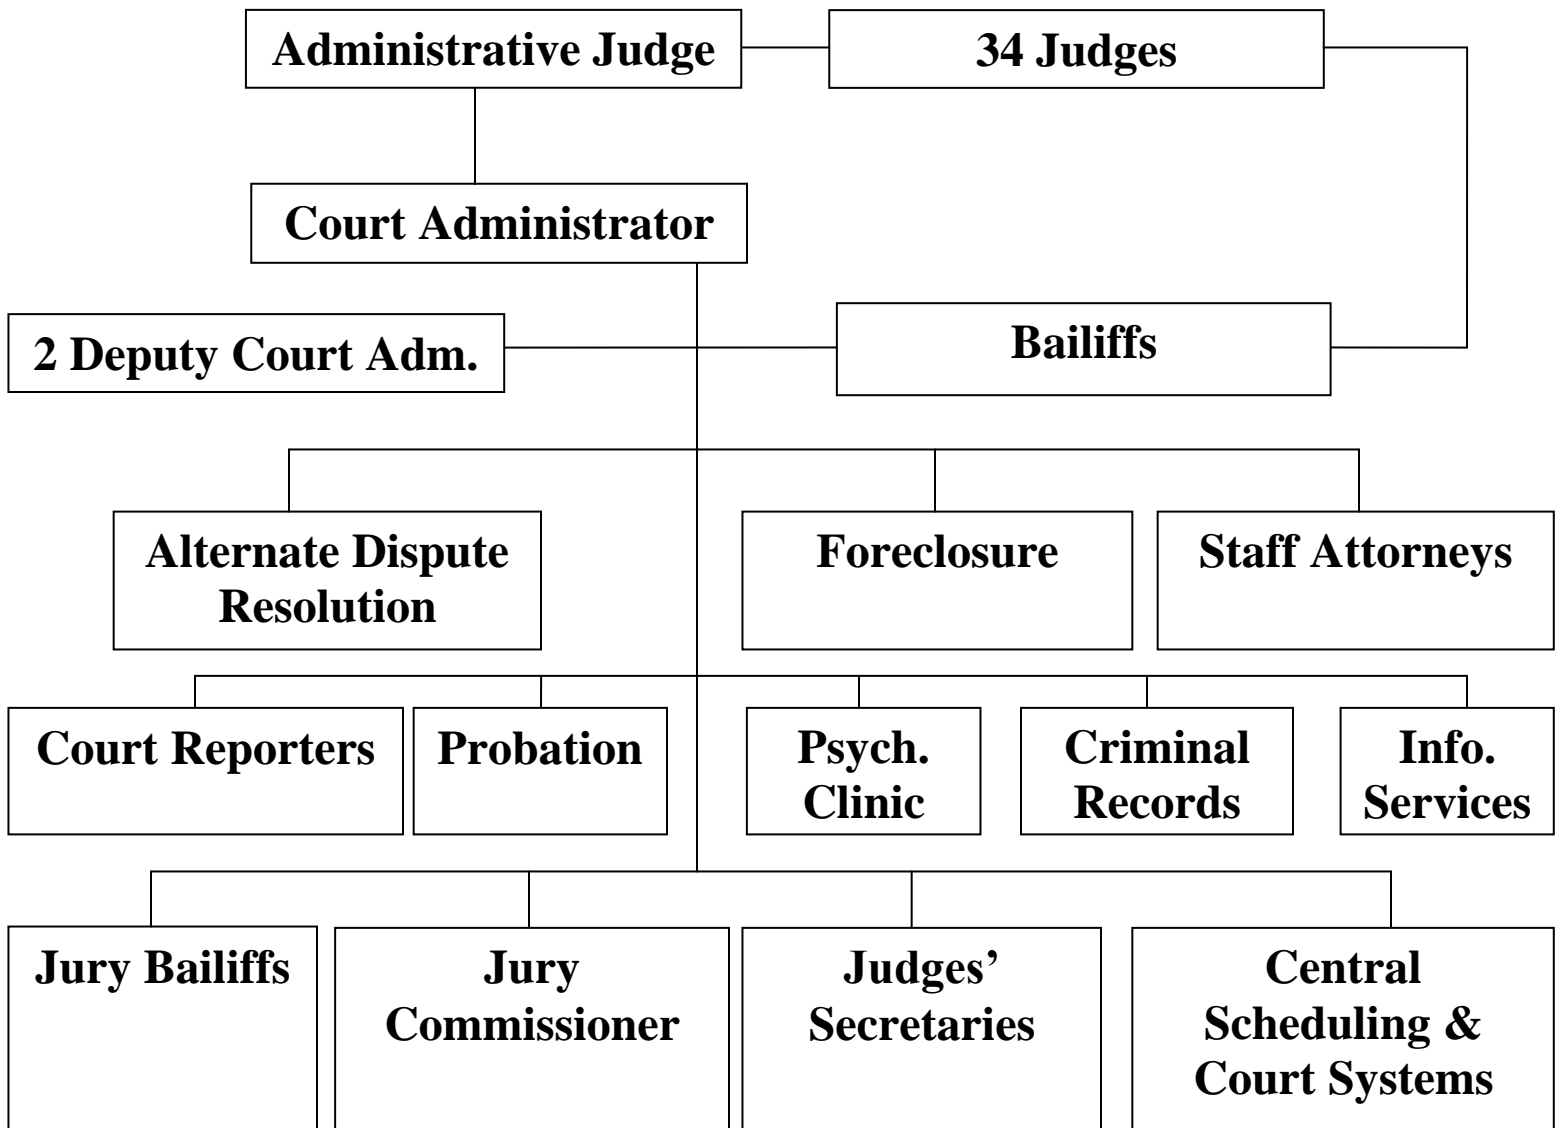 Administrative Judge
34 Judges
Court Administrator
2 Deputy Court Adm.
Bailiffs
Alternate Dispute
Resolution
Foreclosure
Staff Attorneys
Court Reporters
Probation
Psych.
Clinic
Criminal
Records
Info.
Services
Jury Bailiffs
Jury
Commissioner
Judges’
Secretaries
Central
Scheduling &
Court Systems